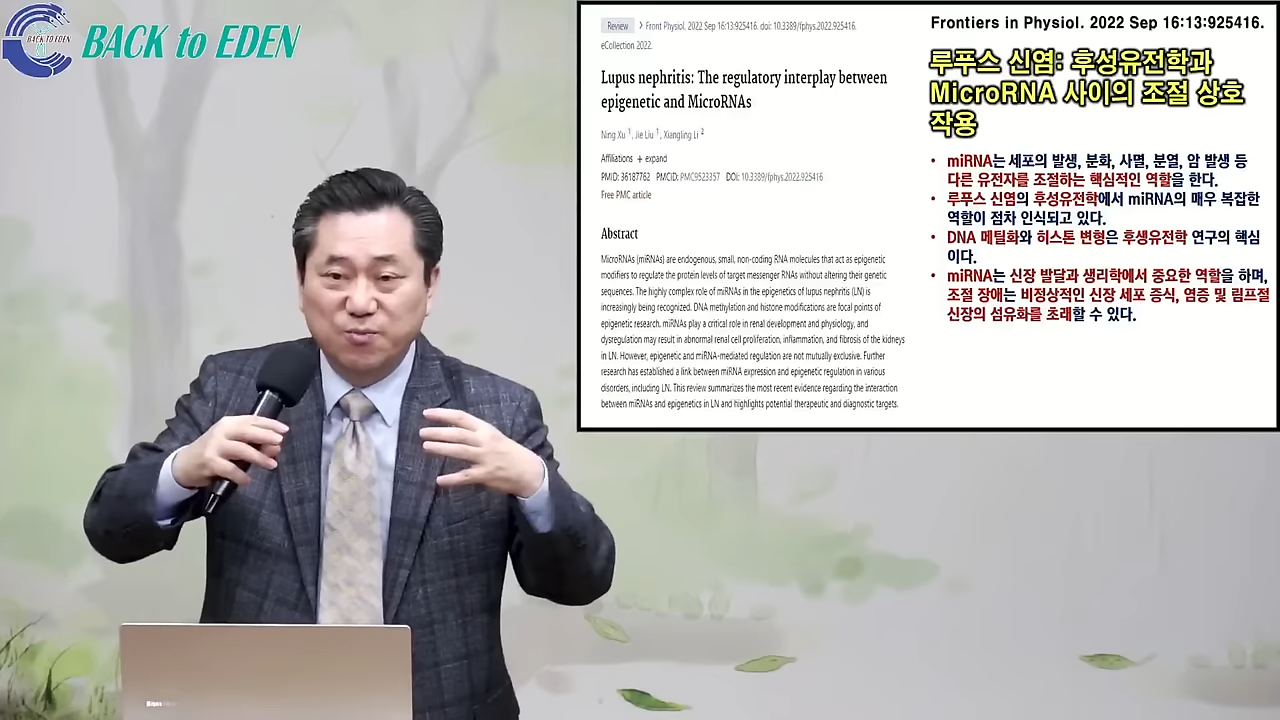 BACK TO EDEN
BACK to EDEN
Review
Front Physiol. 2022 Sep 16:13:925416. doi: 10.3389/fphys.2022.925416.
eCollection 2022.
Lupus nephritis: The regulatory interplay between
epigenetic and MicroRNAs
Ning Xu 1, Jie Liu 1, Xiangling Li 2
Affiliations + expand
PMID: 36187762 PMCID: PMC9523357 DOI: 10.3389/fphys.2022.925416
Free PMC article
Abstract
MicroRNAs (miRNAs) are endogenous, small, non-coding RNA molecules that act as epigenetic
modifiers to regulate the protein levels of target messenger RNAs without altering their genetic
sequences. The highly complex role of miRNAs in the epigenetics of lupus nephritis (LN) is
increasingly being recognized. DNA methylation and histone modifications are focal points of
epigenetic research. miRNAs play a critical role in renal development and physiology, and
dysregulation may result in abnormal renal cell proliferation, inflammation, and fibrosis of the kidneys
in LN. However, epigenetic and miRNA-mediated regulation are not mutually exclusive. Further
research has established a link between miRNA expression and epigenetic regulation in various
disorders, including LN. This review summarizes the most recent evidence regarding the interaction
between miRNAs and epigenetics in LN and highlights potential therapeutic and diagnostic targets.
Frontiers in Physiol. 2022 Sep 16:13:925416.
루푸스 신염: 후성유전학과
MicroRNA 사이의 조절 상호
작용
• miRNA는 세포의 발생, 분화, 사멸, 분열, 암 발생 등
다른 유전자를 조절하는 핵심적인 역할을 한다.
• 루푸스 신염의 후성유전학에서 miRNA의 매우 복잡한
역할이 점차 인식되고 있다.
• DNA 메틸화와 히스톤 변형은 후생유전학 연구의 핵심
이다.
• miRNA는 신장 발달과 생리학에서 중요한 역할을 하며,
조절 장애는 비정상적인 신장 세포 증식, 염증 및 림프절
신장의 섬유화를 초래할 수 있다.